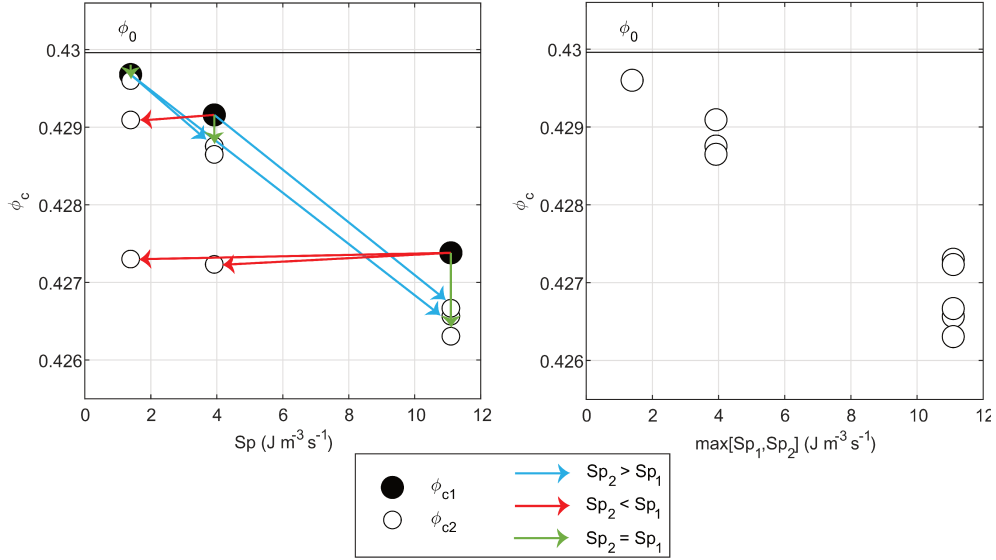 ϕ0
0.43
0.429
0.428
0.427
0.426
ϕc
0 2 4 6 8 10 12
Sp (J m-3 s-1)
ϕ0
0.43
0.429
0.428
0.427
0.426
ϕc
0 2 4 6 8 10 12
max[Sp1,Sp2] (J m-3 s-1)
ϕc1
ϕc2
Sp2 > Sp1
Sp2 < Sp1
Sp2 = Sp1